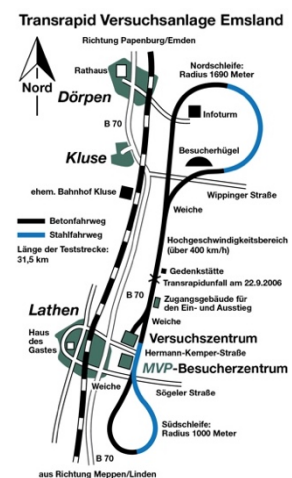 Transrapid Versuchsanlage Emsland
Richtung Papenburg/Emden
Nordschleife:
Radius 1690 Meter
Rathaus
Nord
Dörpen
Infoturm
B 70
Besucherhügel
Kluse
Wippinger Straße
ehem. Bahnhof Kluse
Weiche
Betonfahrweg
Stahlfahrweg
Länge der Teststrecke:
31,5 km
Hochgeschwindigkeitsbereich
(über 400 km/h)
Gedenkstätte
Transrapidunfall am 22.9.2006
B 70
Zugangsgebäude für
den Ein- und Ausstieg
Lathen
Weiche
Haus
des
Gastes
Versuchszentrum
Hermann-Kemper-Straße
MVP-Besucherzentrum
Weiche
Sögeler Straße
Südschleife:
Radius 1000 Meter
B 70
aus Richtung Meppen/Linden